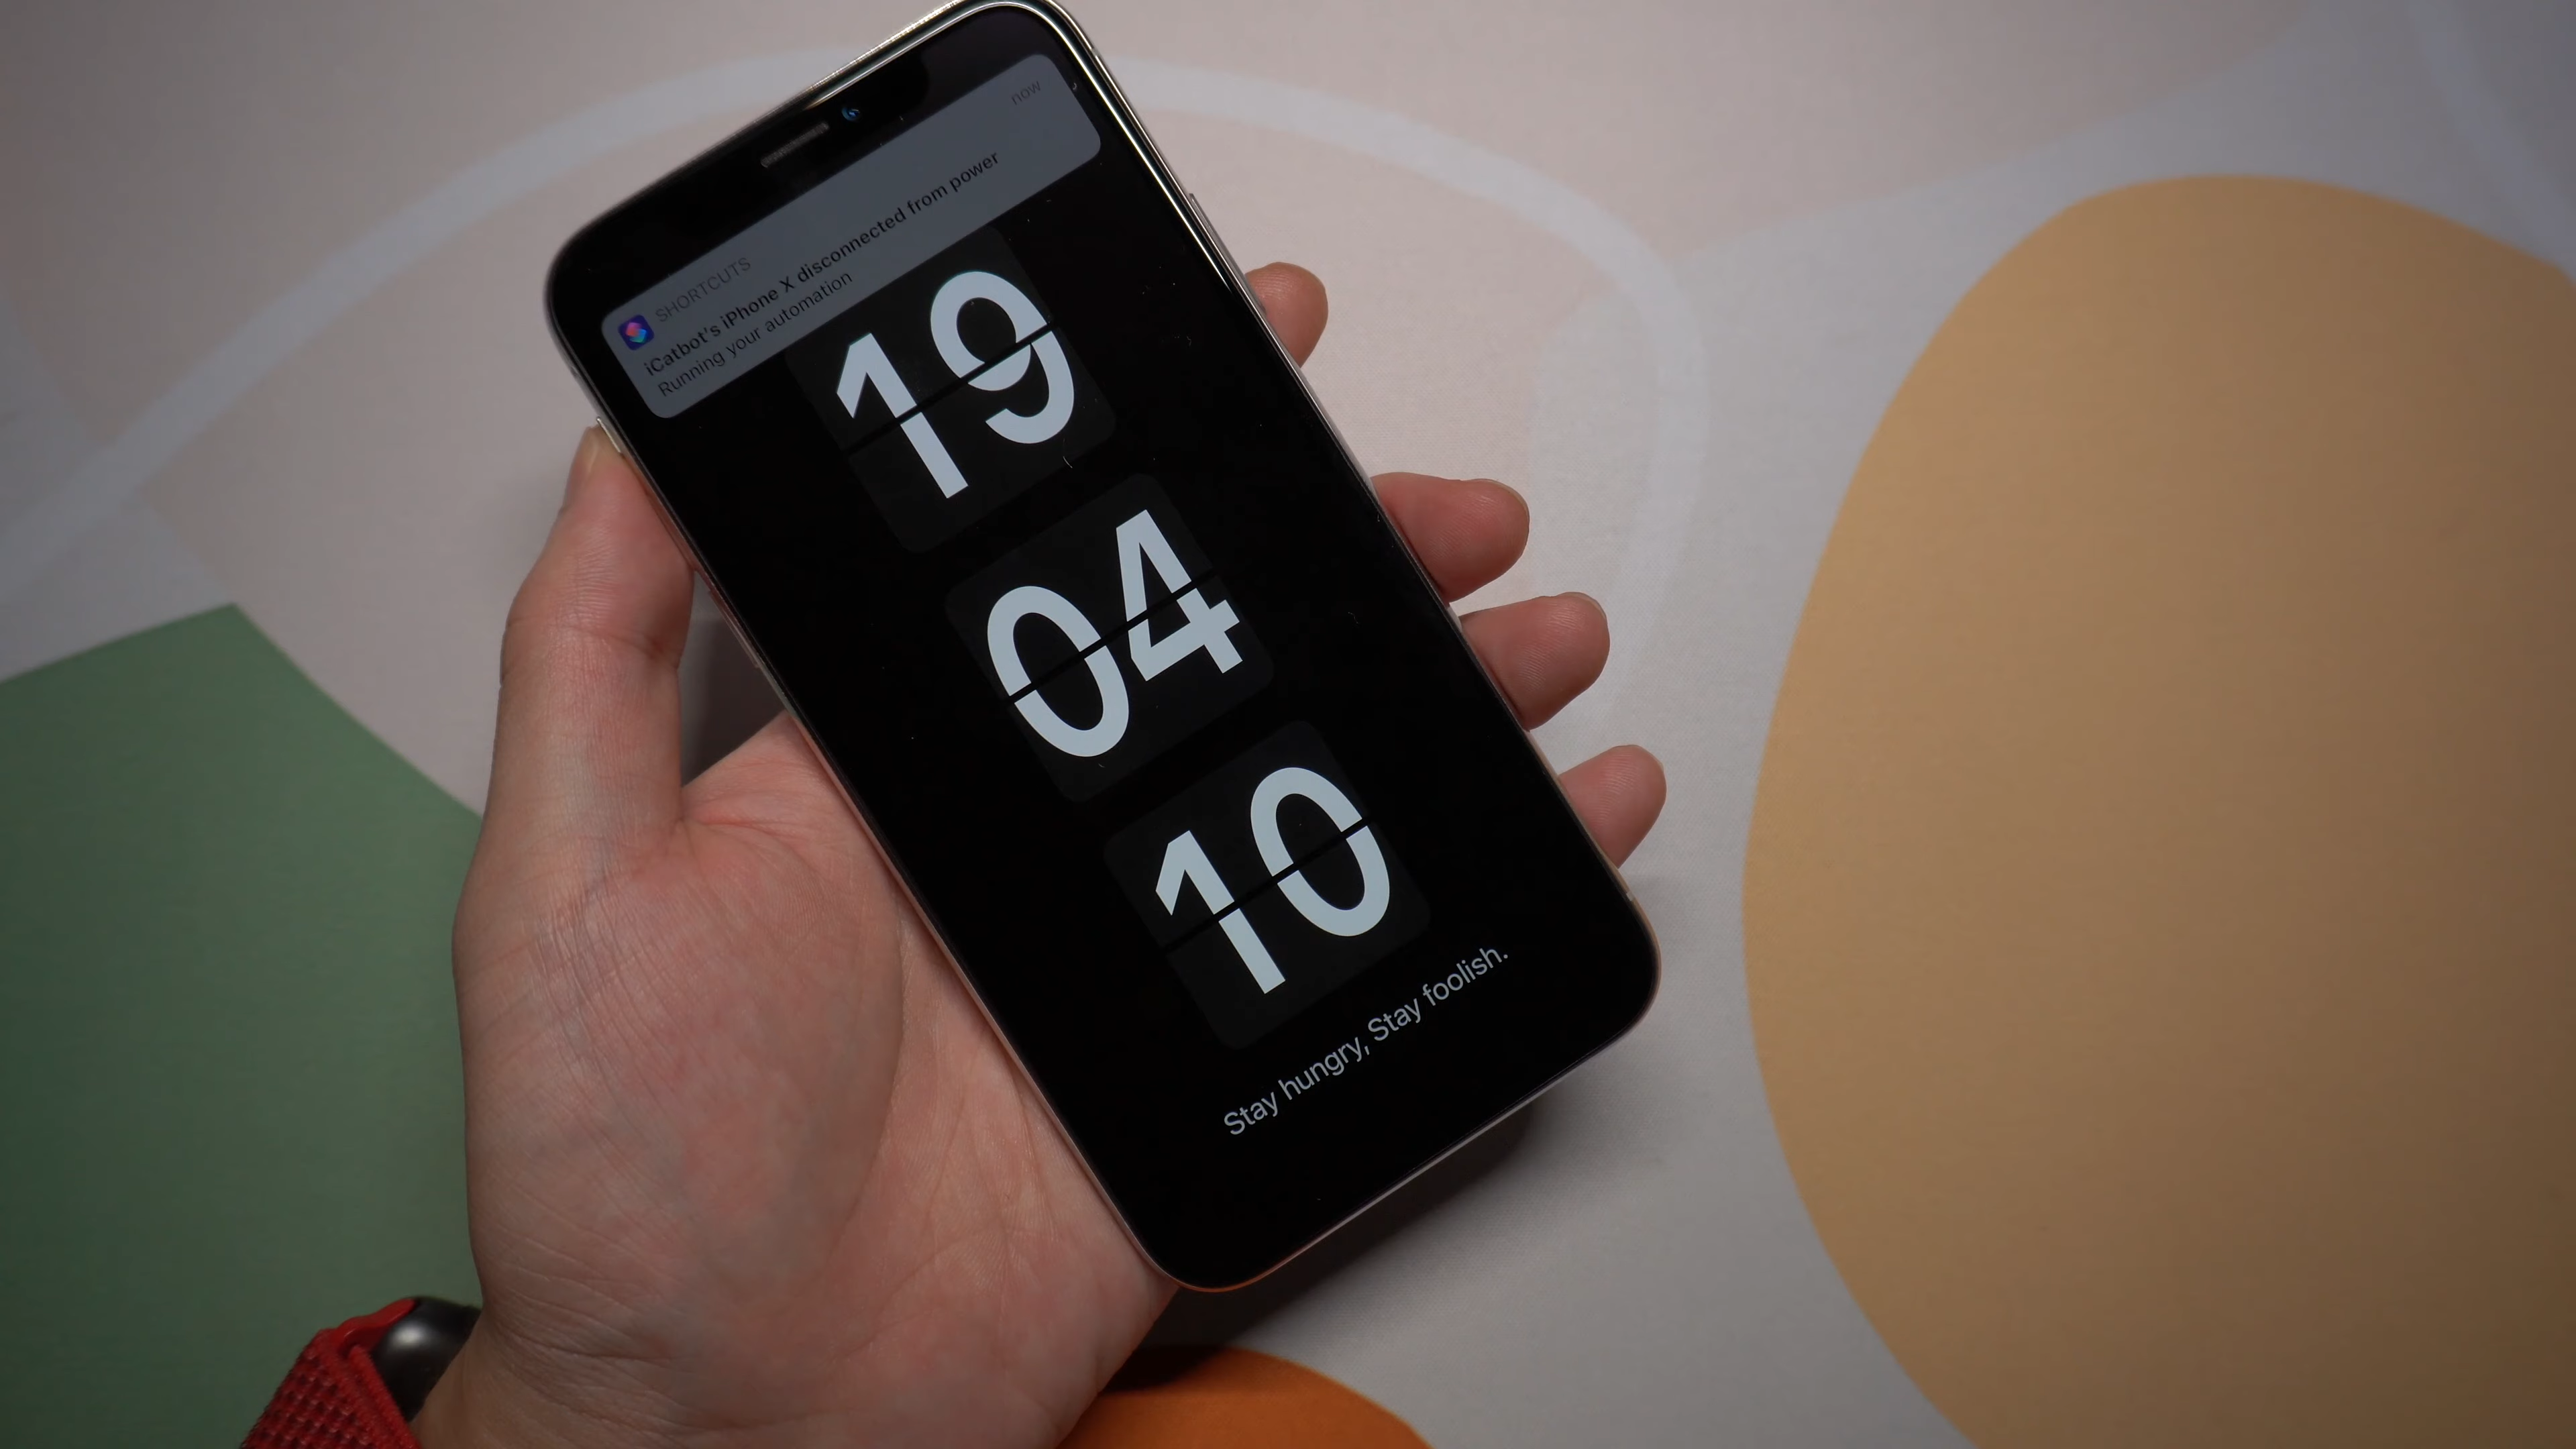 SHORTCUTS now
iCatbot's iPhone X disconnected from power
Running your automation
19
04
10
Stay hungry, Stay foolish.